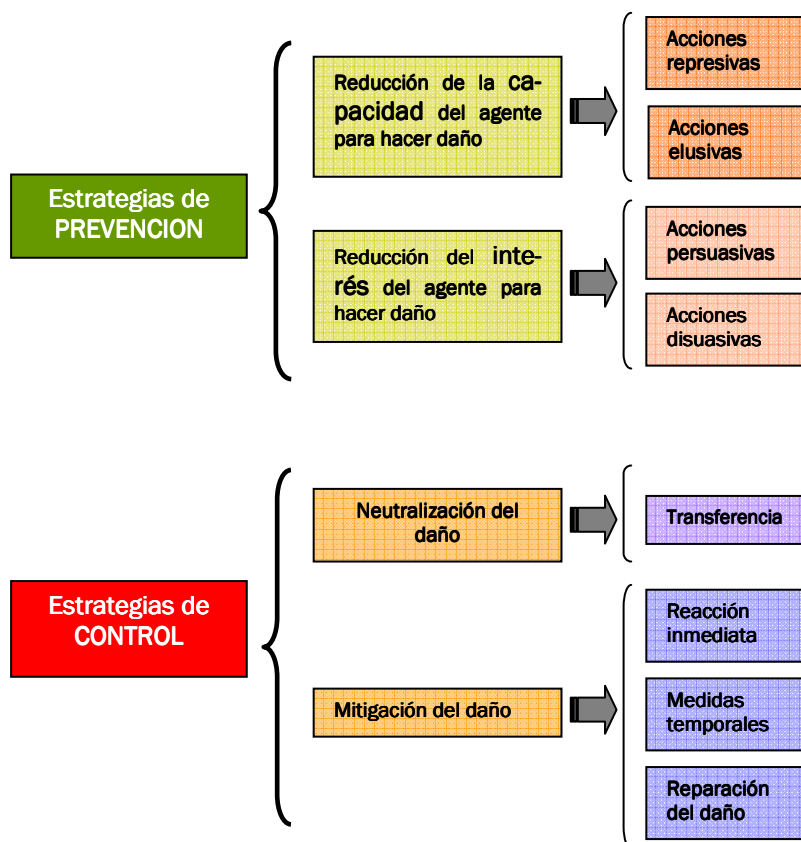 Estrategias de
PREVENCION
Reducción de la ca-
pacidad del agente
para hacer daño
Acciones
represivas
Acciones
elusivas
Reducción del inte-
rés del agente para
hacer daño
Acciones
persuasivas
Acciones
disuasivas
Estrategias de
CONTROL
Neutralización del
daño
Transferencia
Mitigación del daño
Reacción
inmediata
Medidas
temporales
Reparación
del daño